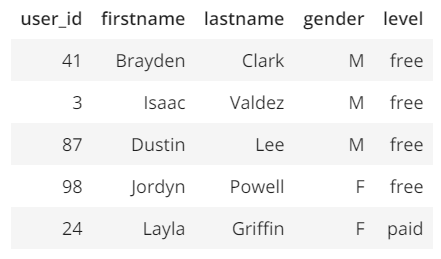 user_id firstname lastname gender level
41 Brayden Clark M free
3 Isaac Valdez M free
87 Dustin Lee M free
98 Jordyn Powell F free
24 Layla Griffin F paid